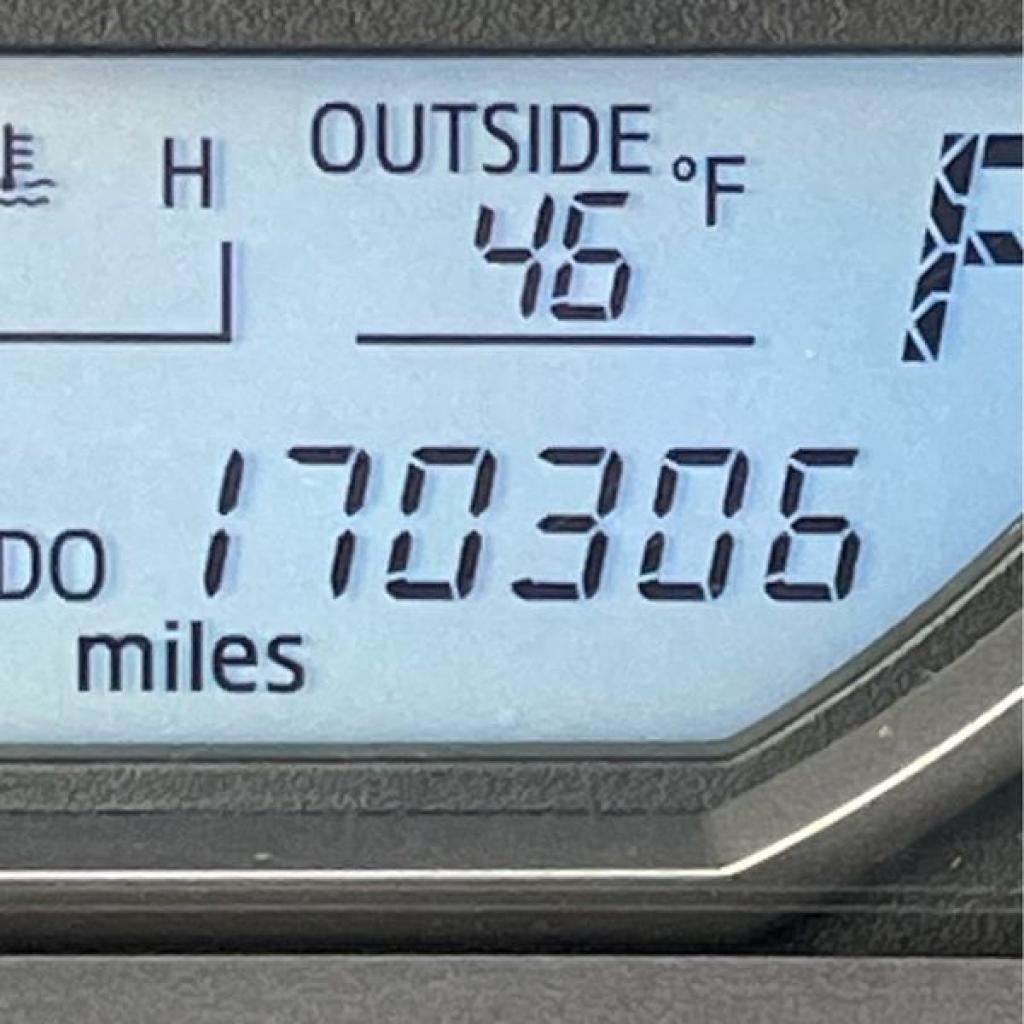 H
OUTSIDE
46 °F
DO 170306
miles